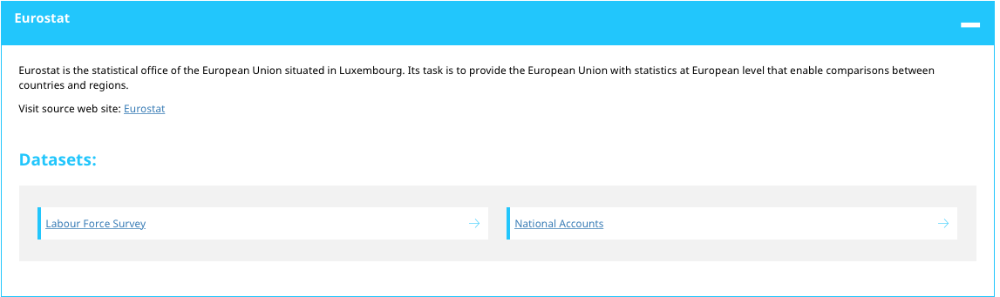 Eurostat
Eurostat is the statistical office of the European Union situated in Luxembourg. Its task is to provide the European Union with statistics at European level that enable comparisons between
countries and regions.
Visit source web site: Eurostat
Datasets:
Labour Force Survey
National Accounts